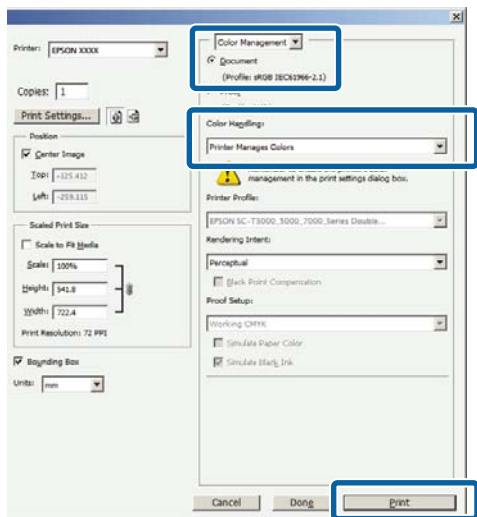 Printer: EPSON XXXX
Copies: 1
Print Settings...
Position
Center Image
Top: -125.412
Left: -259.115
Scaled Print Size
Scale to Fit Media
Scale: 100%
Height: 541.8
Width: 722.4
Print Resolution: 72 PPI
Bounding Box
Units: mm
Color Management
Document
(Profile: sRGB IEC61966-2.1)
Color Handling:
Printer Manages Colors
management in the print settings dialog box.
Printer Profile:
EPSON SC-T3000_5000_7000_Series Double...
Rendering Intent:
Perceptual
Black Point Compensation
Proof Setup:
Working CMYK
Simulate Paper Color
Simulate Black Ink
Cancel
Done
Print